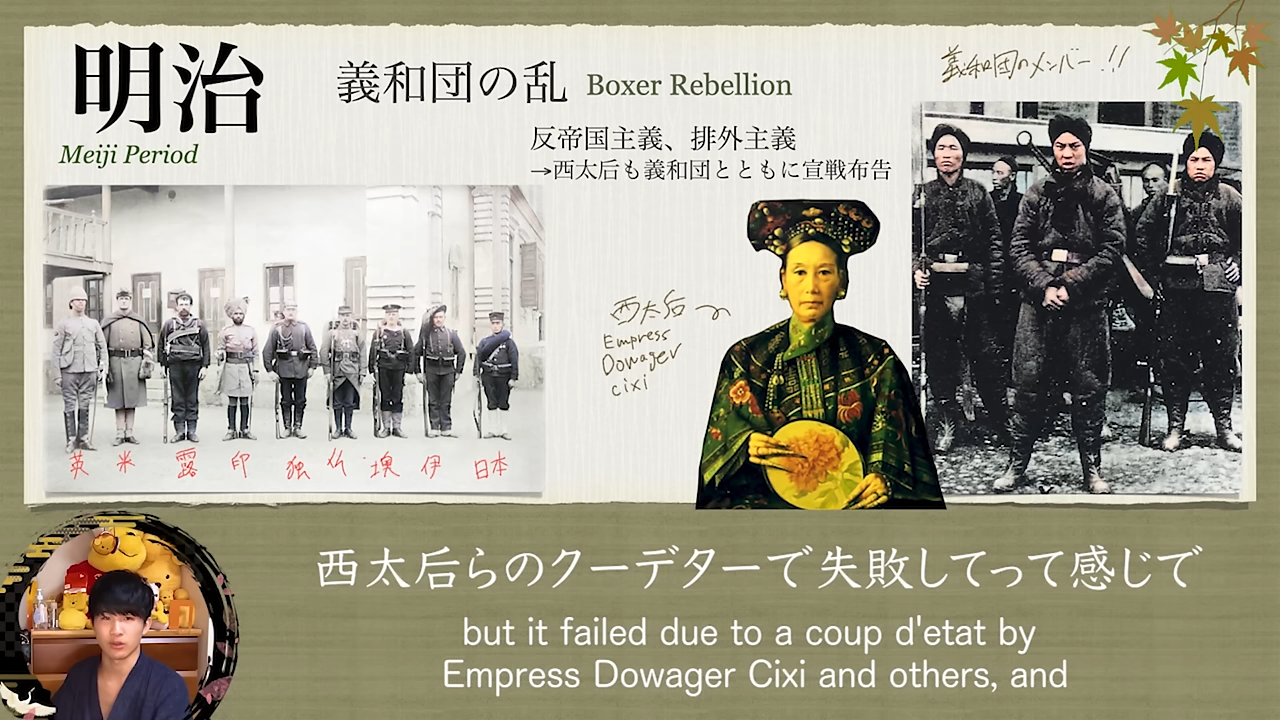 明治
Meiji Period
義和団の乱 Boxer Rebellion
反帝国主義、排外主義
→西太后も義和団とともに宣戦布告
義和団のメンバー!!
西太后
Empress
Dowager
cixi
英 米 露 印 独 仏 墺 伊 日本
西太后らのクーデターで失敗してって感じで
but it failed due to a coup d'etat by
Empress Dowager Cixi and others, and